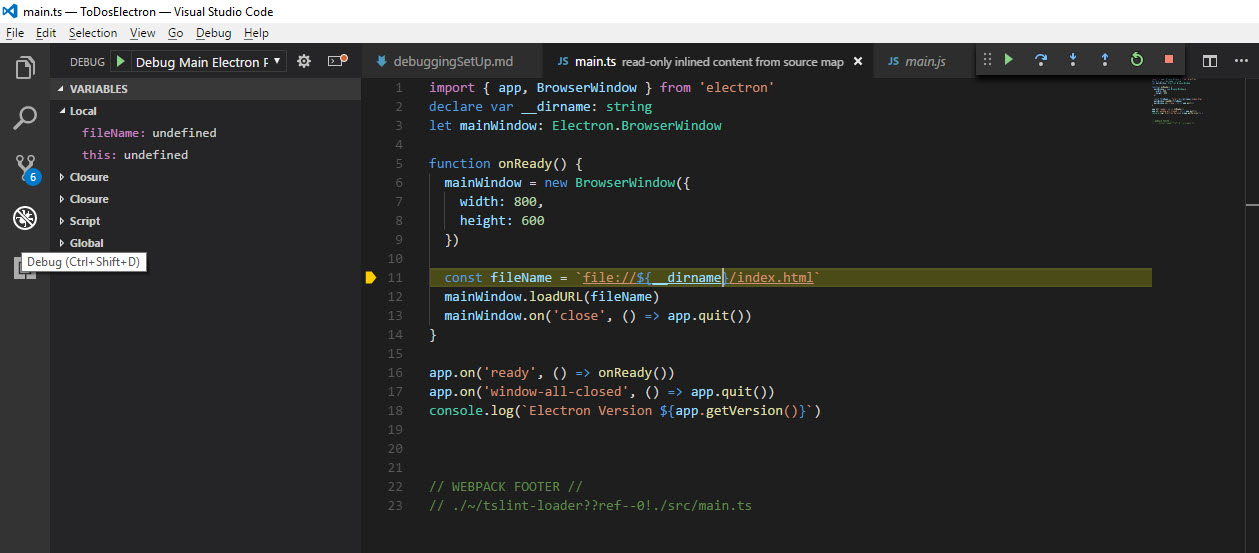 main.ts — ToDosElectron — Visual Studio Code
File Edit Selection View Go Debug Help
DEBUG Debug Main Electron P
debuggingSetUp.md
JS main.ts read-only inlined content from source map
JS main.js
VARIABLES
Local
fileName: undefined
this: undefined
Closure
Closure
Script
Global
6
Debug (Ctrl+Shift+D)
1 import { app, BrowserWindow } from 'electron'
2 declare var __dirname: string
3 let mainWindow: Electron.BrowserWindow
4
5 function onReady() {
6 mainWindow = new BrowserWindow({
7 width: 800,
8 height: 600
9 })
10
11 const fileName = `file://${__dirname}/index.html`
12 mainWindow.loadURL(fileName)
13 mainWindow.on('close', () => app.quit())
14 }
15
16 app.on('ready', () => onReady())
17 app.on('window-all-closed', () => app.quit())
18 console.log(`Electron Version ${app.getVersion()}`)
19
20
21
22 // WEBPACK FOOTER //
23 // ./~/tslint-loader??ref--0!./src/main.ts